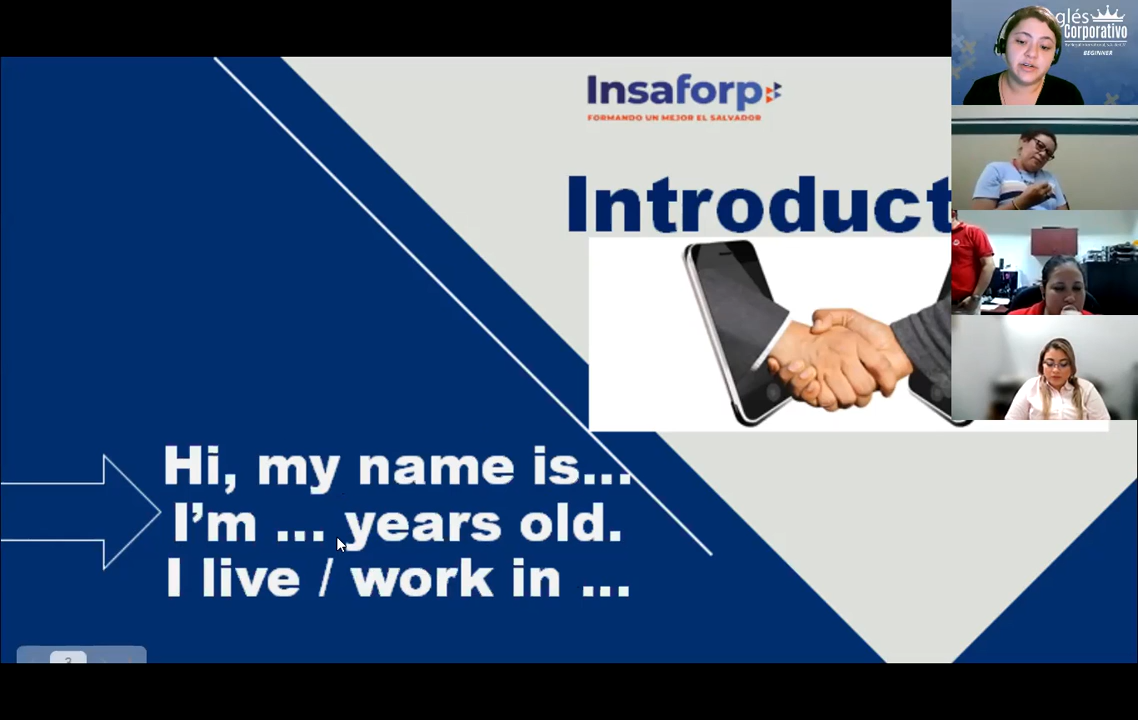 Insaforp
FORMANDO UN MEJOR EL SALVADOR
Introduct
Hi, my name is...
I'm ... years old.
I live / work in ...
glés
Corporativo
BEGINNER